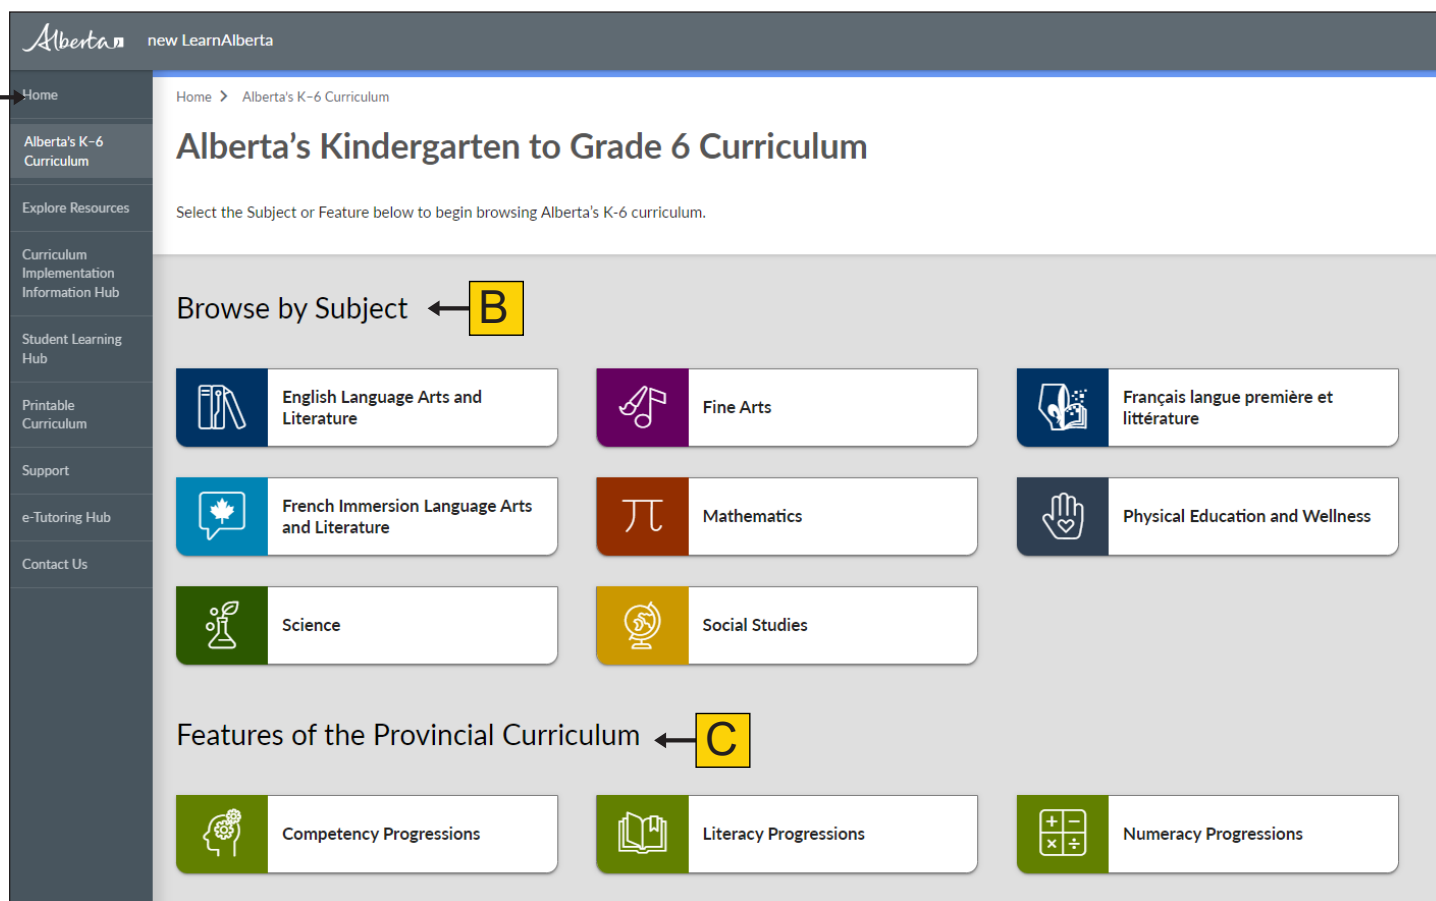 Alberta new LearnAlberta
Home
Alberta's K–6
Curriculum
Explore Resources
Curriculum
Implementation
Information Hub
Student Learning
Hub
Printable
Curriculum
Support
e-Tutoring Hub
Contact Us
Home > Alberta's K–6 Curriculum
Alberta's Kindergarten to Grade 6 Curriculum
Select the Subject or Feature below to begin browsing Alberta's K-6 curriculum.
Browse by Subject B
English Language Arts and
Literature
Fine Arts
Français langue première et
littérature
French Immersion Language Arts
and Literature
Mathematics
Physical Education and Wellness
Science
Social Studies
Features of the Provincial Curriculum C
Competency Progressions
Literacy Progressions
Numeracy Progressions